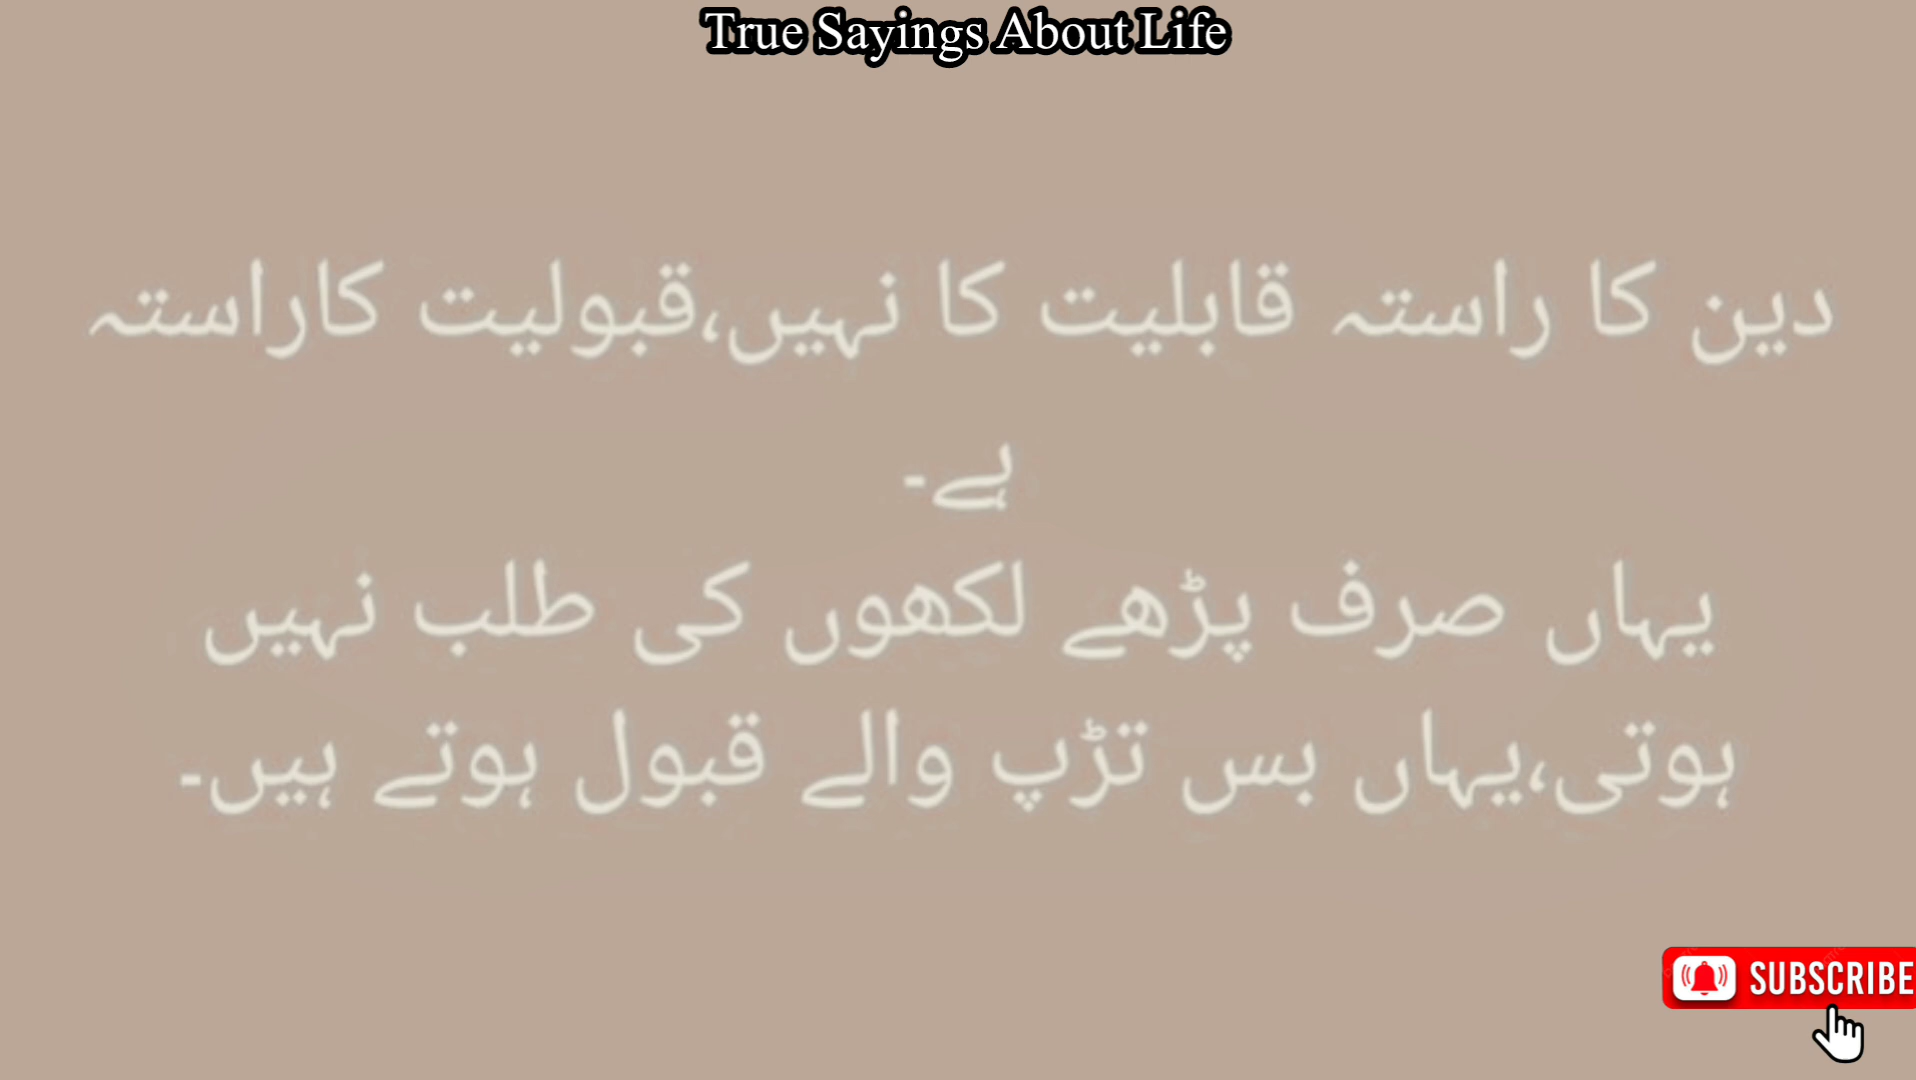 True Sayings About Life
دین کا راستہ قابلیت کا نہیں،قبولیت کاراستہ
ہے۔
یہاں صرف پڑھے لکھوں کی طلب نہیں
ہوتی،یہاں بس تڑپ والے قبول ہوتے ہیں۔
SUBSCRIBE